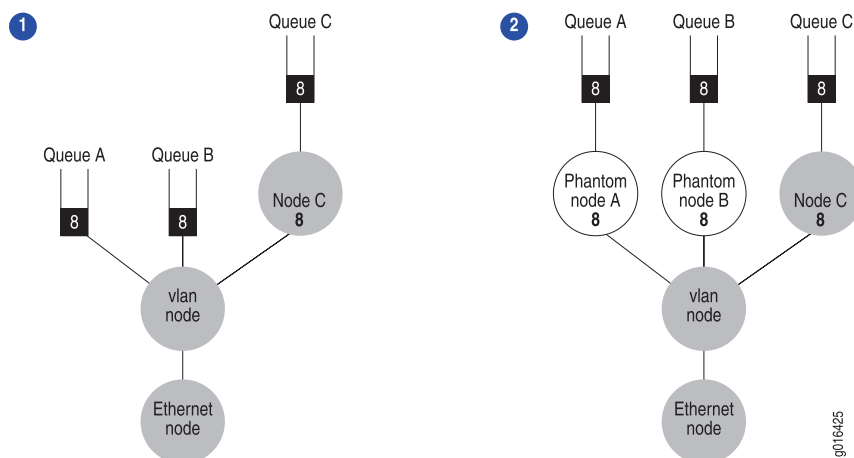 1
Queue C
8
Queue A
Queue B
8
8
Node C
8
vlan
node
Ethernet
node
2
Queue A
Queue B
Queue C
8
8
8
Phantom
node A
8
Phantom
node B
8
Node C
8
vlan
node
Ethernet
node
g016425